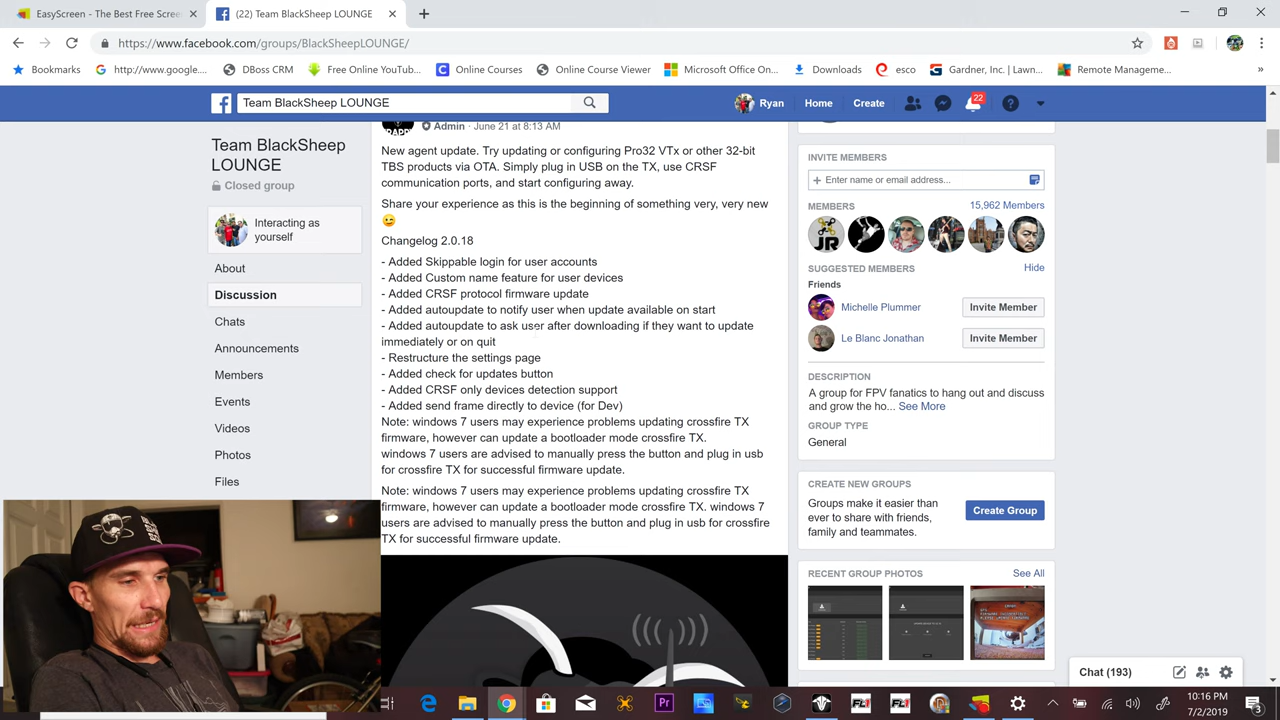 EasyScreen - The Best Free Scree
(22) Team BlackSheep LOUNGE
https://www.facebook.com/groups/BlackSheepLOUNGE/
Bookmarks
http://www.google....
DBoss CRM
Free Online YouTub...
Online Courses
Online Course Viewer
Microsoft Office On...
Downloads
esco
Gardner, Inc. | Lawn...
Remote Manageme...
»
Team BlackSheep LOUNGE
Ryan
Home
Create
22
Team BlackSheep
LOUNGE
Closed group
Interacting as
yourself
About
Discussion
Chats
Announcements
Members
Events
Videos
Photos
Files
Admin · June 21 at 8:13 AM
New agent update. Try updating or configuring Pro32 VTx or other 32-bit
TBS products via OTA. Simply plug in USB on the TX, use CRSF
communication ports, and start configuring away.
Share your experience as this is the beginning of something very, very new
Changelog 2.0.18
- Added Skippable login for user accounts
- Added Custom name feature for user devices
- Added CRSF protocol firmware update
- Added autoupdate to notify user when update available on start
- Added autoupdate to ask user after downloading if they want to update
immediately or on quit
- Restructure the settings page
- Added check for updates button
- Added CRSF only devices detection support
- Added send frame directly to device (for Dev)
Note: windows 7 users may experience problems updating crossfire TX
firmware, however can update a bootloader mode crossfire TX.
windows 7 users are advised to manually press the button and plug in usb
for crossfire TX for successful firmware update.
Note: windows 7 users may experience problems updating crossfire TX
firmware, however can update a bootloader mode crossfire TX. windows 7
users are advised to manually press the button and plug in usb for crossfire
TX for successful firmware update.
INVITE MEMBERS
+ Enter name or email address...
MEMBERS
15,962 Members
JR
SUGGESTED MEMBERS
Hide
Friends
Michelle Plummer
Invite Member
Le Blanc Jonathan
Invite Member
DESCRIPTION
A group for FPV fanatics to hang out and discuss
and grow the ho... See More
GROUP TYPE
General
CREATE NEW GROUPS
Groups make it easier than
ever to share with friends,
family and teammates.
Create Group
RECENT GROUP PHOTOS
See All
Chat (193)
Pr
10:16 PM
7/2/2019
3